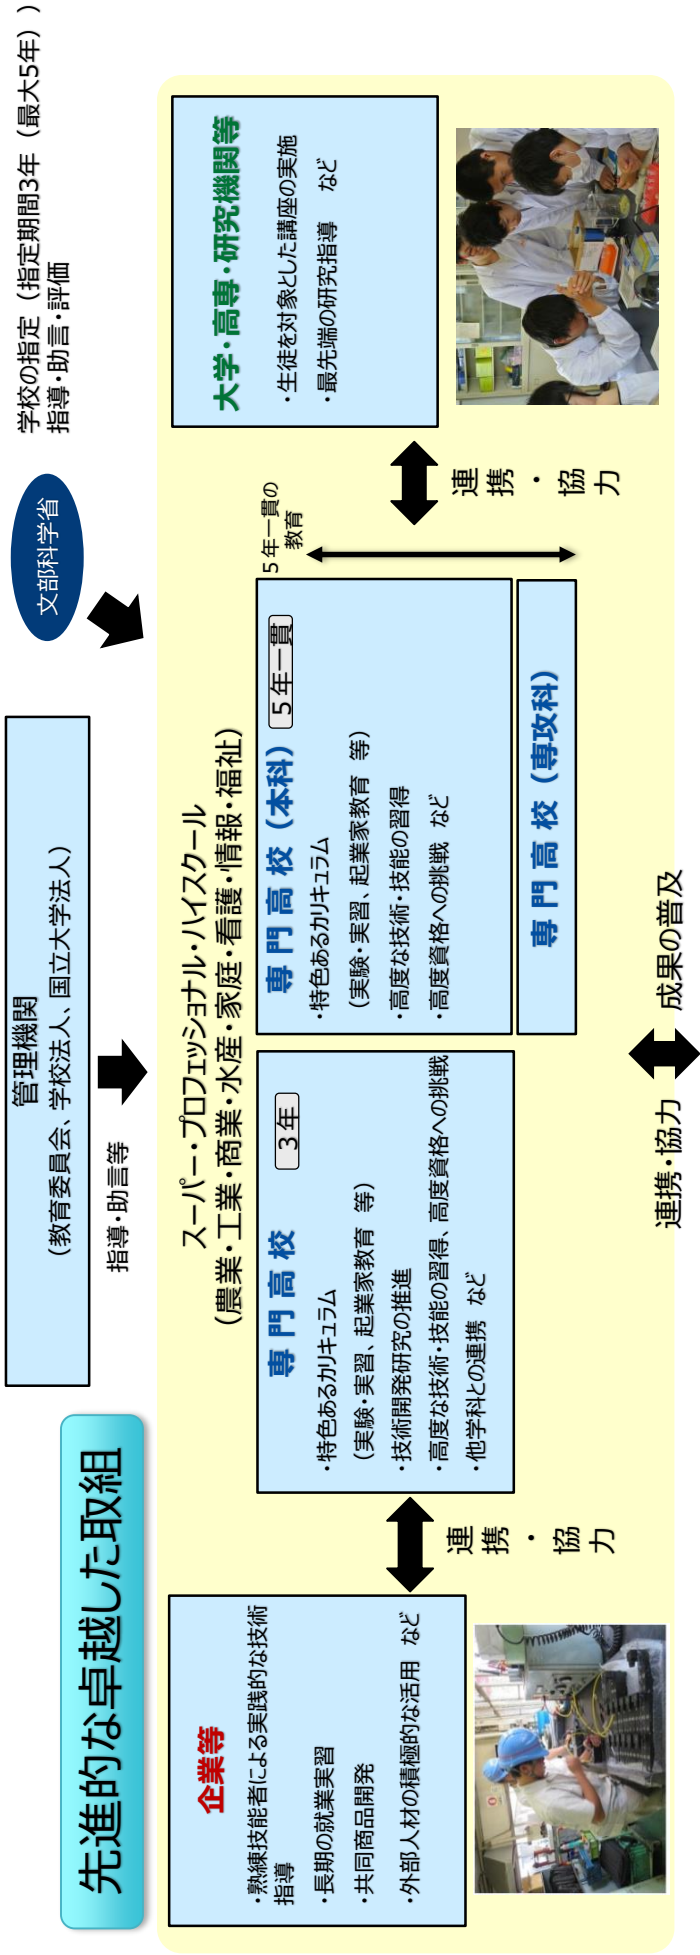 先進的な卓越した取組
管理機関
（教育委員会、学校法人、国立大学法人）
指導・助言等
文部科学省
学校の指定（指定期間3年（最大5年））
指導・助言・評価
スーパー・プロフェッショナル・ハイスクール
（農業・工業・商業・水産・家庭・看護・情報・福祉）
企業等
・熟練技能者による実践的な技術
指導
・長期の就業実習
・共同商品開発
・外部人材の積極的な活用 など
連携・協力
専門高校
3年
・特色あるカリキュラム
（実験・実習、起業家教育 等）
・技術開発研究の推進
・高度な技術・技能の習得、高度資格への挑戦
・他学科との連携 など
専門高校（本科）
5年一貫
・特色あるカリキュラム
（実験・実習、起業家教育 等）
・高度な技術・技能の習得
・高度資格への挑戦 など
専門高校（専攻科）
5年一貫の
教育
連携・協力
大学・高専・研究機関等
・生徒を対象とした講座の実施
・最先端の研究指導 など
連携・協力
成果の普及